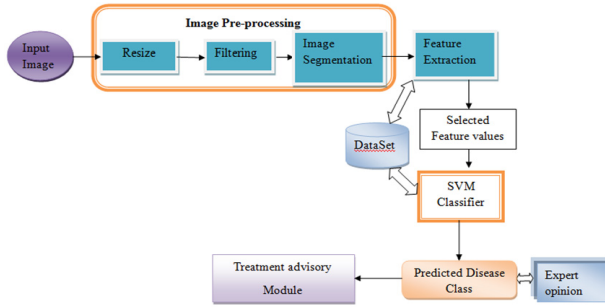 Image Pre-processing
Input
Image
Resize
Filtering
Image
Segmentation
Feature
Extraction
Selected
Feature values
DataSet
SVM
Classifier
Treatment advisory
Module
Predicted Disease
Class
Expert
opinion